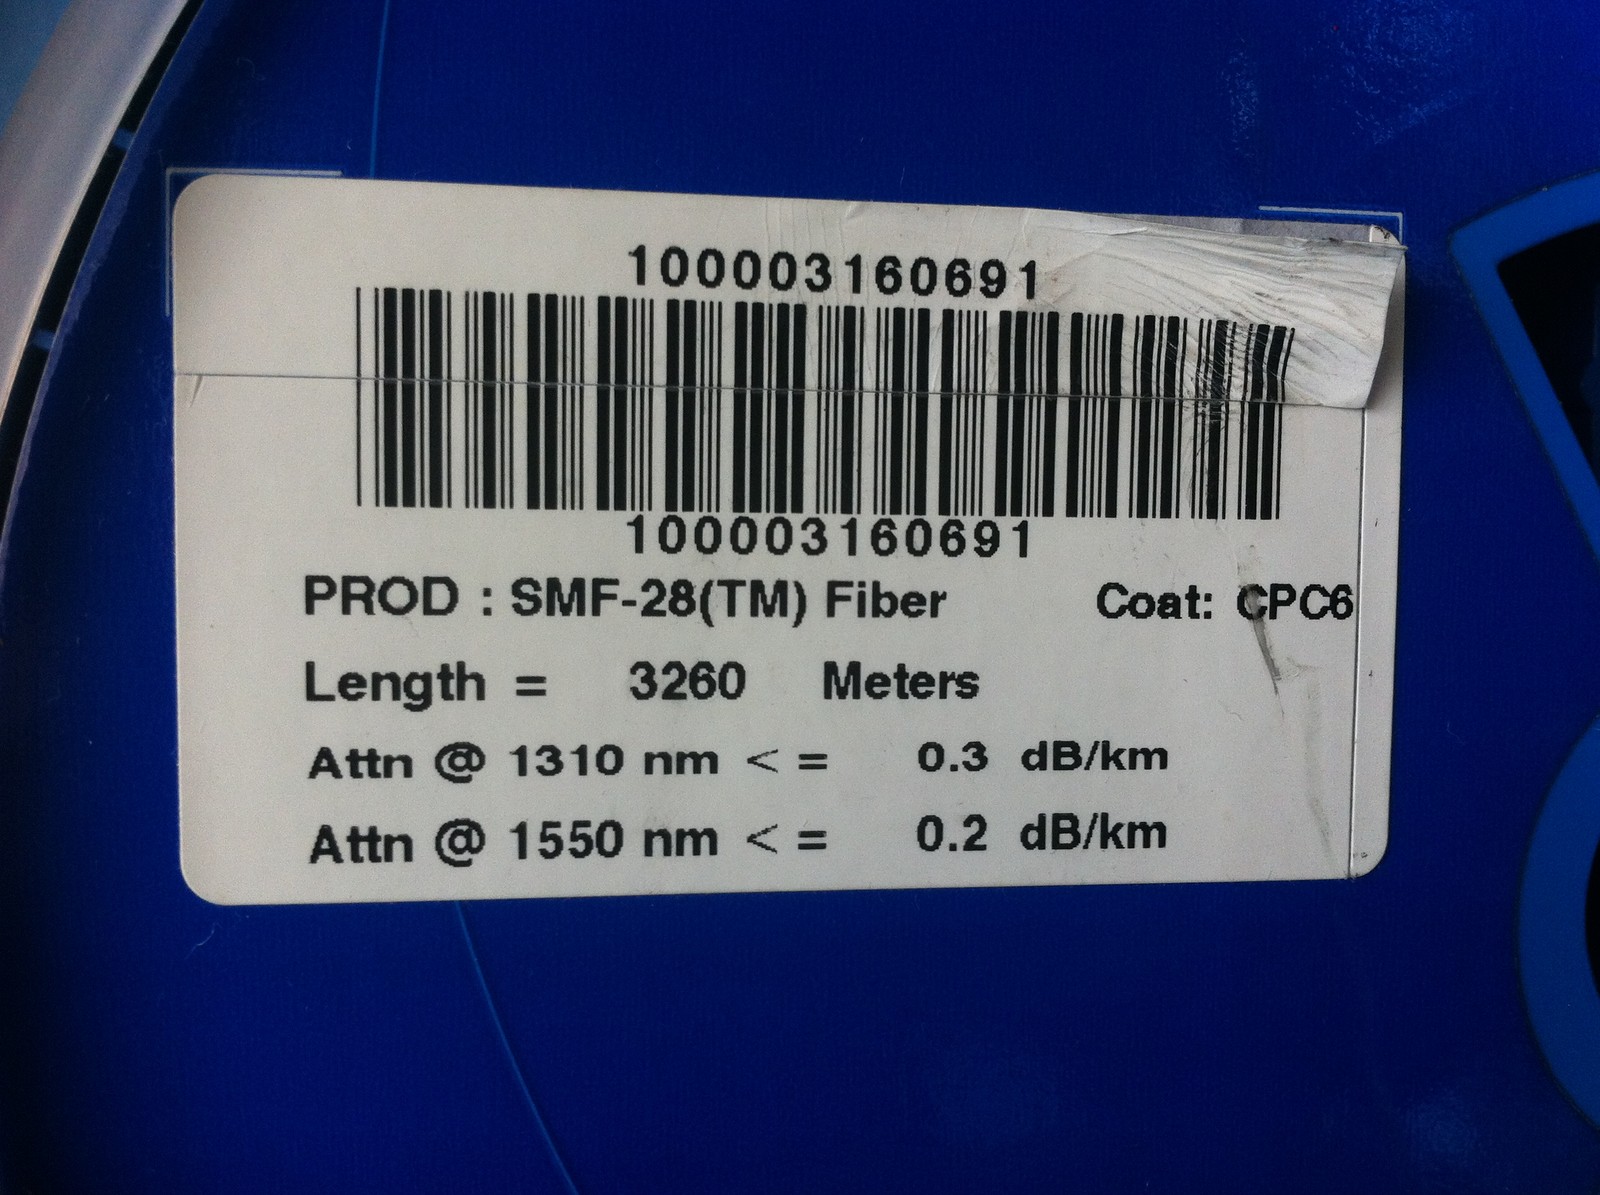 100003160691
100003160691
PROD : SMF-28(TM) Fiber Coat: CPC6
Length = 3260 Meters
Attn @ 1310 nm < = 0.3 dB/km
Attn @ 1550 nm < = 0.2 dB/km